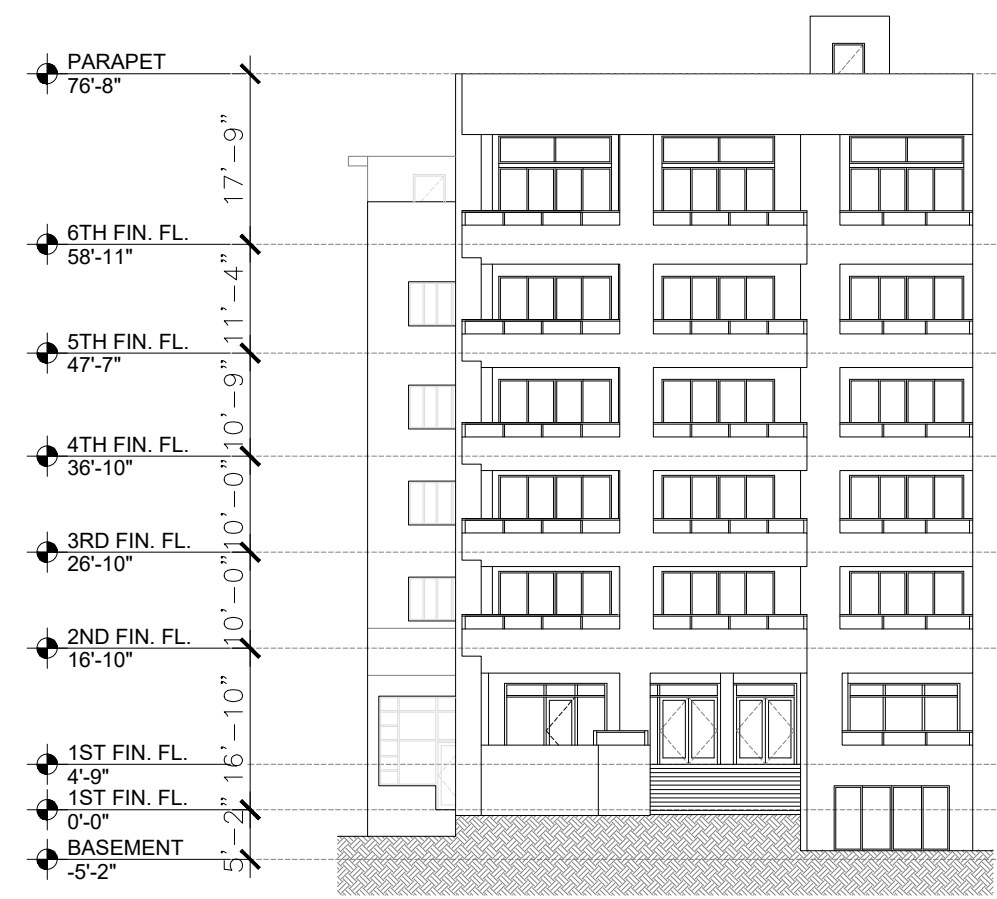 PARAPET
76'-8"
17'-9"
6TH FIN. FL.
58'-11"
11'-4"
5TH FIN. FL.
47'-7"
10'-9"
4TH FIN. FL.
36'-10"
10'-0"
3RD FIN. FL.
26'-10"
10'-0"
2ND FIN. FL.
16'-10"
16'-10"
1ST FIN. FL.
4'-9"
1ST FIN. FL.
0'-0"
5'-2"
BASEMENT
-5'-2"